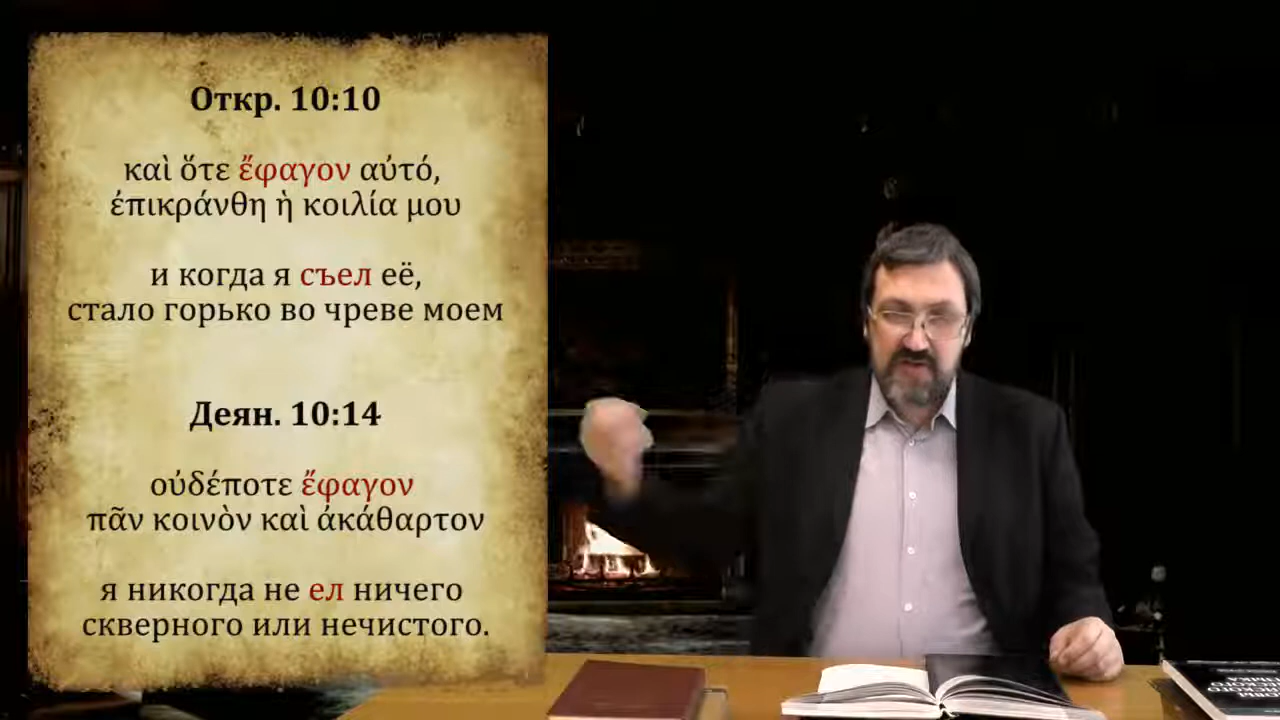 Откр. 10:10
καὶ ὅτε ἔφαγον αὐτό,
ἐπικράνθη ἡ κοιλία μου
и когда я съел её,
стало горько во чреве моем
Деян. 10:14
οὐδέποτε ἔφαγον
πᾶν κοινὸν καὶ ἀκάθαρτον
я никогда не ел ничего
скверного или нечистого.